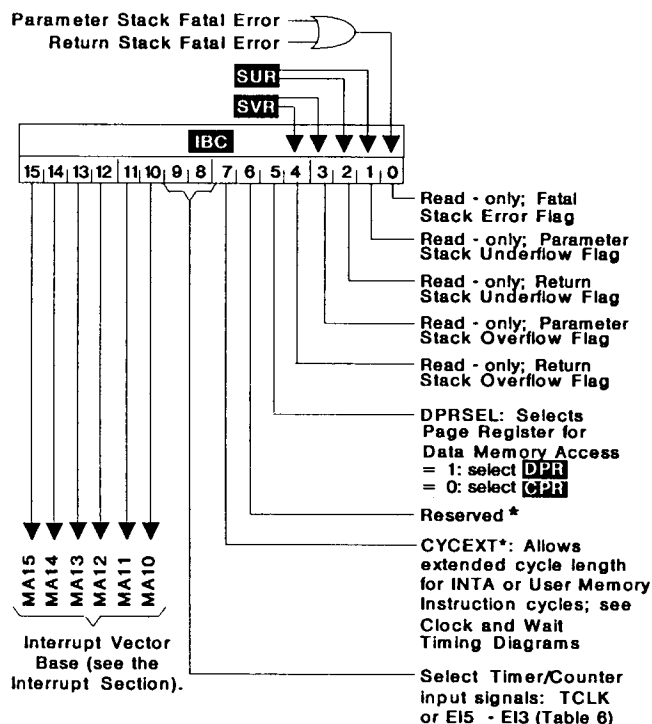 Parameter Stack Fatal Error
Return Stack Fatal Error
SUR
SVR
IBC
15 14 13 12 11 10 9 8 7 6 5 4 3 2 1 0
Read - only; Fatal
Stack Error Flag
Read - only; Parameter
Stack Underflow Flag
Read - only; Return
Stack Underflow Flag
Read - only; Parameter
Stack Overflow Flag
Read - only; Return
Stack Overflow Flag
DPRSEL: Selects
Page Register for
Data Memory Access
= 1: select DPR
= 0: select CPR
Reserved *
CYCEXT*: Allows
extended cycle length
for INTA or User Memory
Instruction cycles; see
Clock and Wait
Timing Diagrams
Select Timer/Counter
input signals: TCLK
or EI5 - EI3 (Table 6)
MA15
MA14
MA13
MA12
MA11
MA10
Interrupt Vector
Base (see the
Interrupt Section).